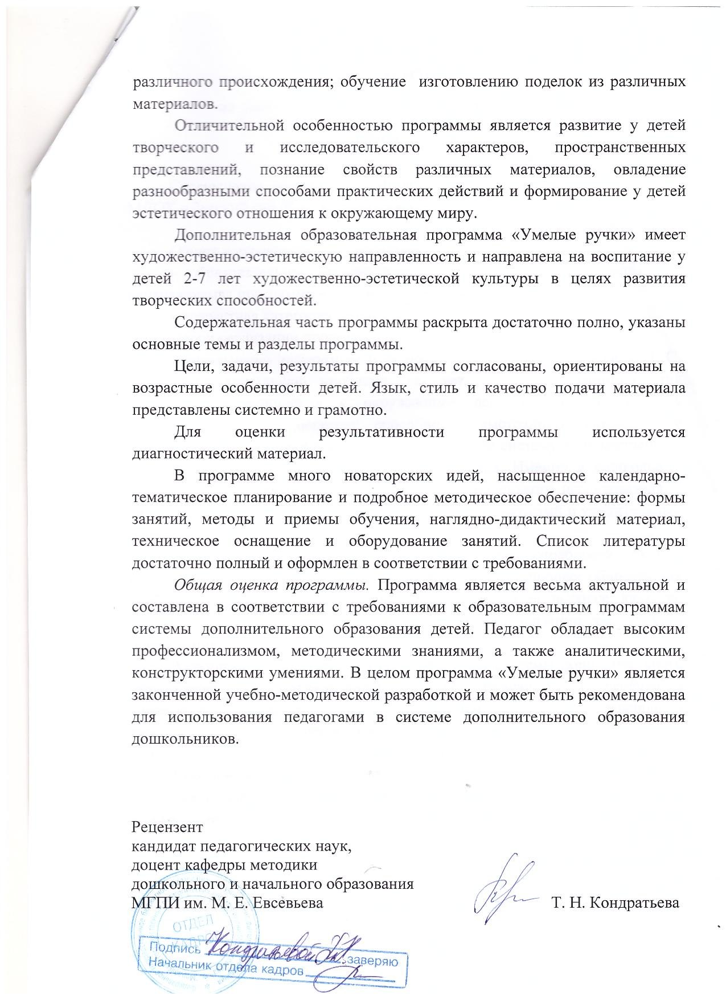 различного происхождения; обучение изготовлению поделок из различных
материалов.
Отличительной особенностью программы является развитие у детей
творческого и исследовательского характеров, пространственных
представлений, познание свойств различных материалов, овладение
разнообразными способами практических действий и формирование у детей
эстетического отношения к окружающему миру.
Дополнительная образовательная программа «Умелые ручки» имеет
художественно-эстетическую направленность и направлена на воспитание у
детей 2-7 лет художественно-эстетической культуры в целях развития
творческих способностей.
Содержательная часть программы раскрыта достаточно полно, указаны
основные темы и разделы программы.
Цели, задачи, результаты программы согласованы, ориентированы на
возрастные особенности детей. Язык, стиль и качество подачи материала
представлены системно и грамотно.
Для оценки результативности программы используется
диагностический материал.
В программе много новаторских идей, насыщенное календарно-
тематическое планирование и подробное методическое обеспечение: формы
занятий, методы и приемы обучения, наглядно-дидактический материал,
техническое оснащение и оборудование занятий. Список литературы
достаточно полный и оформлен в соответствии с требованиями.
Общая оценка программы. Программа является весьма актуальной и
составлена в соответствии с требованиями к образовательным программам
системы дополнительного образования детей. Педагог обладает высоким
профессионализмом, методическими знаниями, а также аналитическими,
конструкторскими умениями. В целом программа «Умелые ручки» является
законченной учебно-методической разработкой и может быть рекомендована
для использования педагогами в системе дополнительного образования
дошкольников.
Рецензент
кандидат педагогических наук,
доцент кафедры методики
дошкольного и начального образования
МГПИ им. М. Е. Евсевьева Т. Н. Кондратьева
ОТДЕЛ
КАДРОВ
Подпись Кондратьевой Т.Н. заверяю
Начальник отдела кадров